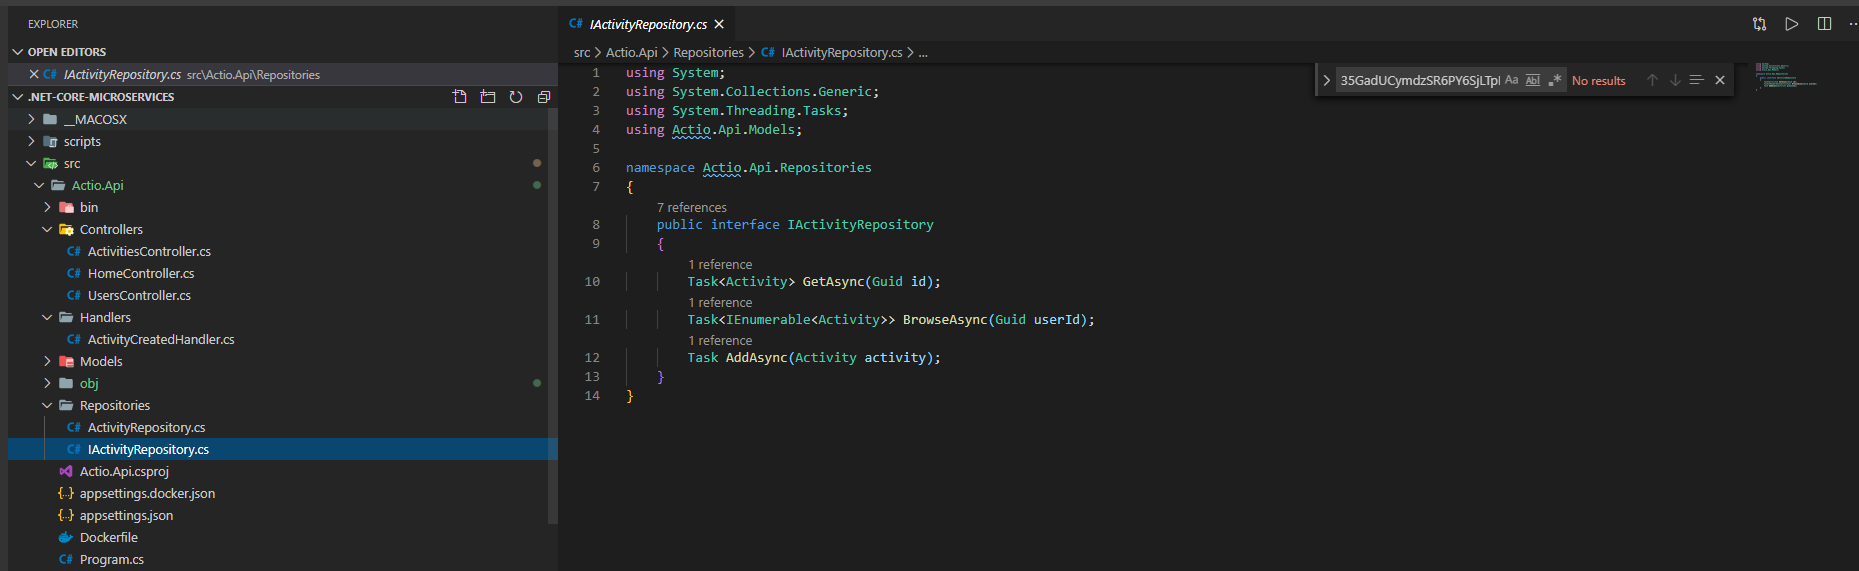 EXPLORER
OPEN EDITORS
IActivityRepository.cs src\Actio.Api\Repositories
.NET-CORE-MICROSERVICES
__MACOSX
scripts
src
Actio.Api
bin
Controllers
ActivitiesController.cs
HomeController.cs
UsersController.cs
Handlers
ActivityCreatedHandler.cs
Models
obj
Repositories
ActivityRepository.cs
IActivityRepository.cs
Actio.Api.csproj
appsettings.docker.json
appsettings.json
Dockerfile
Program.cs
IActivityRepository.cs
src > Actio.Api > Repositories > IActivityRepository.cs > ...
35GadUCymdzSR6PY6SjLTpI Aa Abl .* No results
1 using System;
2 using System.Collections.Generic;
3 using System.Threading.Tasks;
4 using Actio.Api.Models;
5
6 namespace Actio.Api.Repositories
7 {
7 references
8 public interface IActivityRepository
9 {
1 reference
10 Task<Activity> GetAsync(Guid id);
1 reference
11 Task<IEnumerable<Activity>> BrowseAsync(Guid userId);
1 reference
12 Task AddAsync(Activity activity);
13 }
14 }